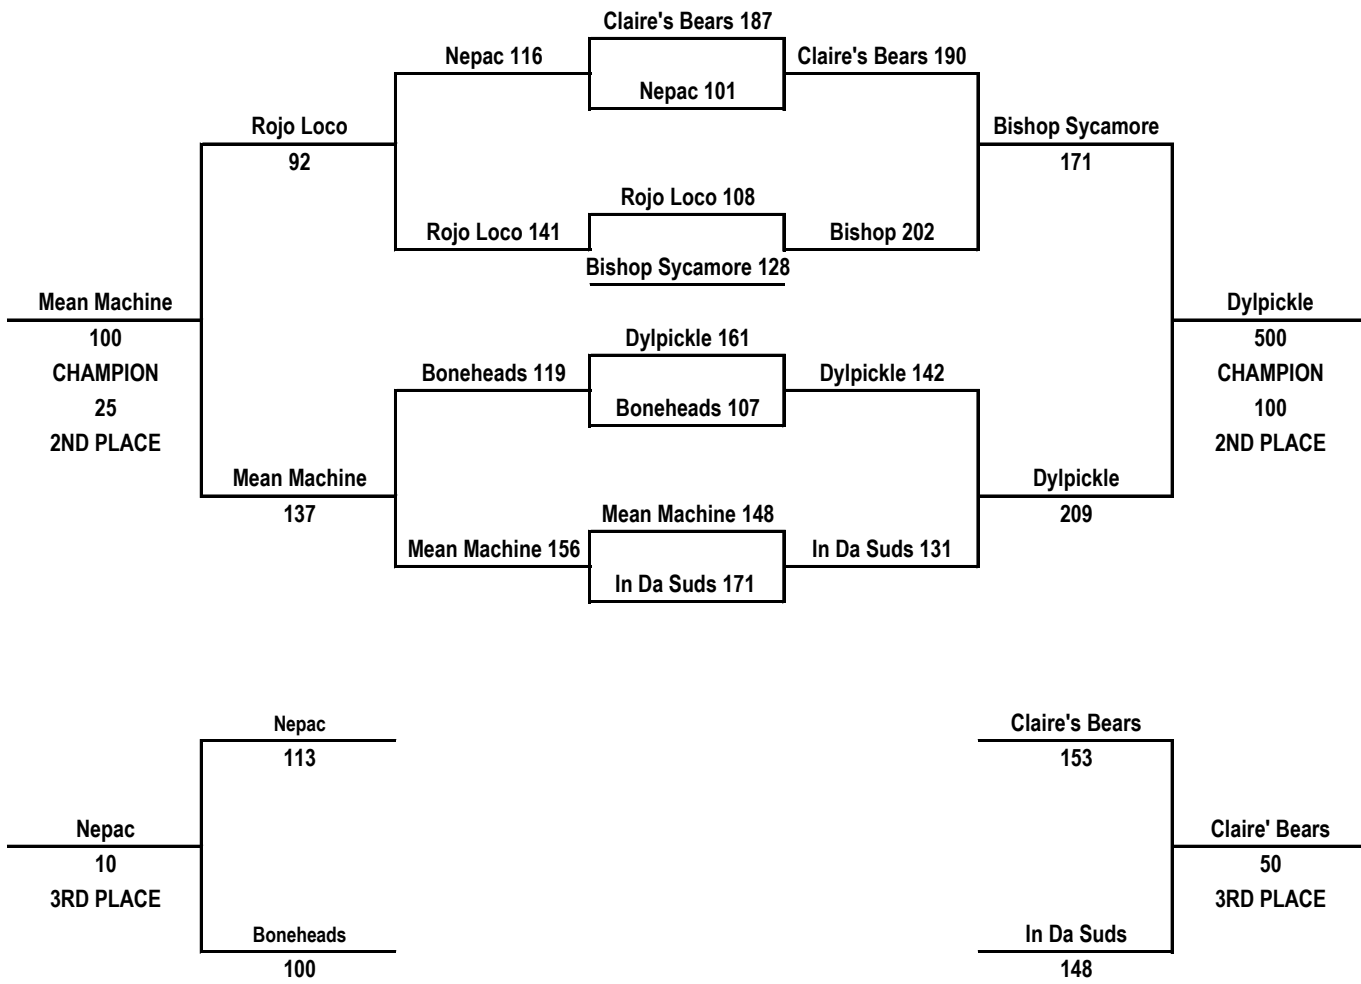 Claire's Bears 187
Nepac 116
Claire's Bears 190
Nepac 101
Rojo Loco
Bishop Sycamore
92
171
Rojo Loco 108
Rojo Loco 141
Bishop 202
Bishop Sycamore 128
Mean Machine
Dylpickle
100
500
CHAMPION
CHAMPION
25
100
2ND PLACE
2ND PLACE
Dylpickle 161
Boneheads 119
Dylpickle 142
Boneheads 107
Mean Machine
Dylpickle
137
209
Mean Machine 148
Mean Machine 156
In Da Suds 131
In Da Suds 171
Nepac
Claire's Bears
113
153
Nepac
Claire' Bears
10
50
3RD PLACE
3RD PLACE
Boneheads
In Da Suds
100
148